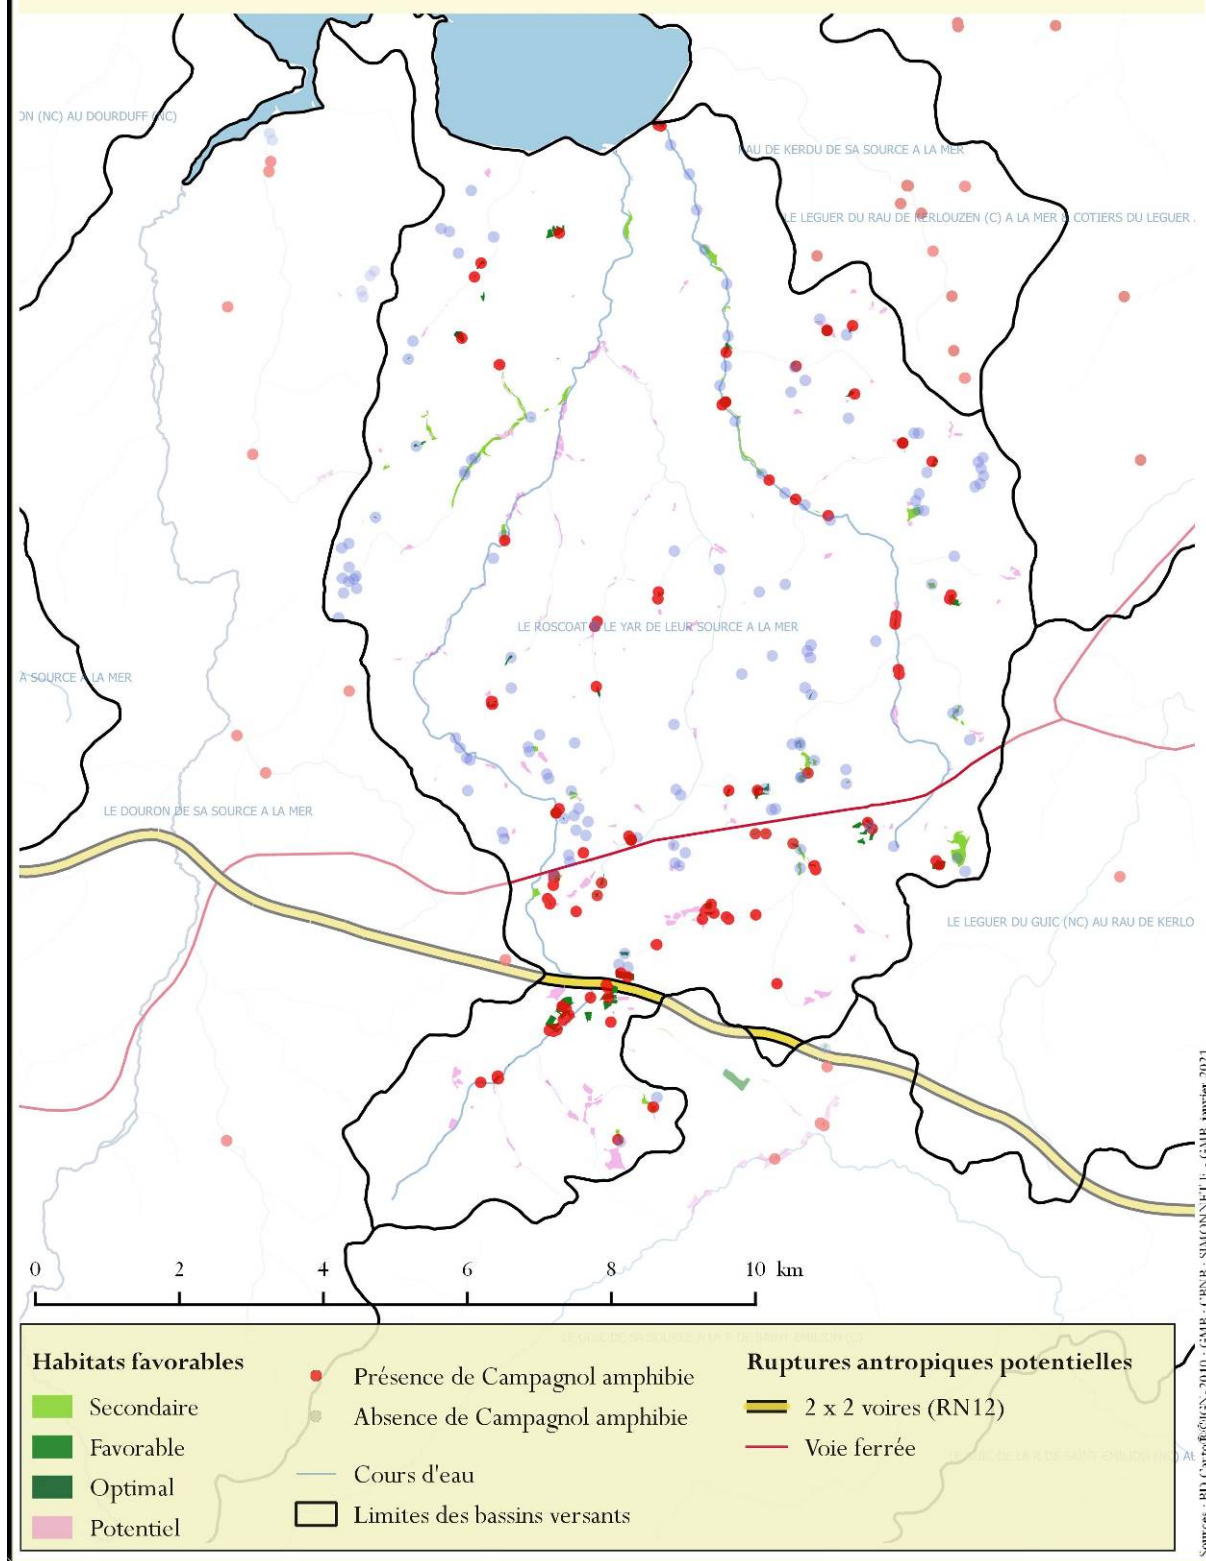 ON (NC) AU DOURDUFF (NC)
RAU DE KERDU DE SA SOURCE A LA MER
LE LEGUER DU RAU DE KERLOUZEN (C) A LA MER & COTIERS DU LEGUER
LE ROSCOAT & LE YAR DE LEUR SOURCE A LA MER
A SOURCE A LA MER
LE DOURON DE SA SOURCE A LA MER
LE LEGUER DU GUIC (NC) AU RAU DE KERLO
0 2 4 6 8 10 km
Habitats favorables
Secondaire
Favorable
Optimal
Potentiel
Présence de Campagnol amphibie
Absence de Campagnol amphibie
Cours d'eau
Limites des bassins versants
Ruptures antropiques potentielles
2 x 2 voires (RN12)
Voie ferrée